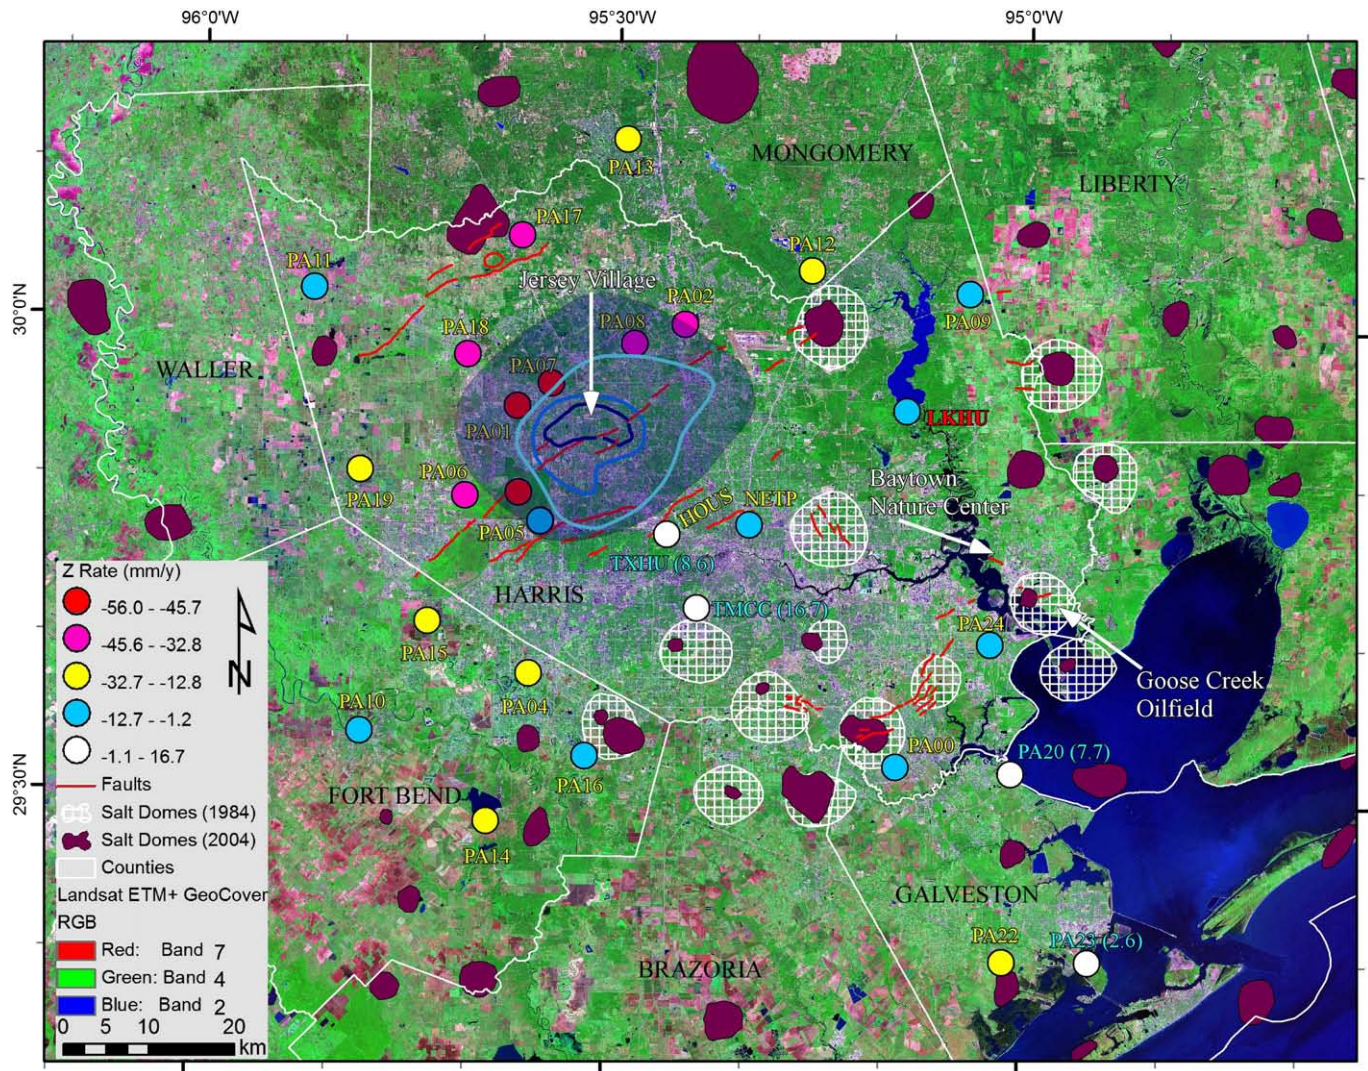 96°0'W
95°30'W
95°0'W
30°0'N
29°30'N
MONGOMERY
LIBERTY
PA13
PA17
PA12
PA11
Jersey Village
PA02
PA09
PA18
PA08
WALLER
PA07
LKHU
PA01
PA06
PA19
Baytown
Nature Center
HOUS
NETP
PA05
TXHU (8.6)
HARRIS
TMCC (16.7)
PA24
PA15
Goose Creek
Oilfield
PA10
PA04
PA00
PA20 (7.7)
PA16
FORT BEND
PA14
GALVESTON
PA22
PA23 (2.6)
BRAZORIA
Z Rate (mm/y)
-56.0 - -45.7
-45.6 - -32.8
-32.7 - -12.8
-12.7 - -1.2
-1.1 - 16.7
N
Faults
Salt Domes (1984)
Salt Domes (2004)
Counties
Landsat ETM+ GeoCover
RGB
Red: Band 7
Green: Band 4
Blue: Band 2
0 5 10 20
km